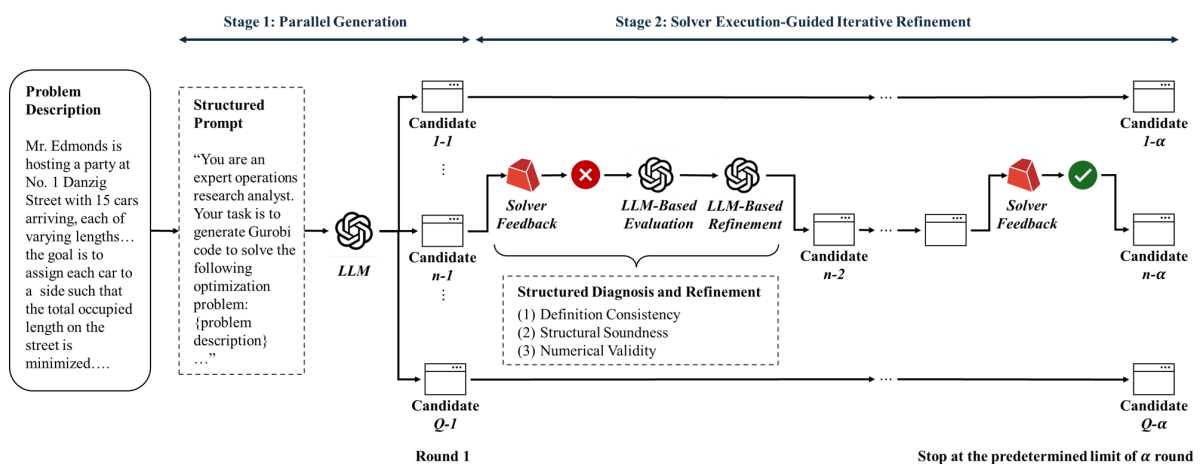 Stage 1: Parallel Generation
Stage 2: Solver Execution-Guided Iterative Refinement
Problem
Description
Mr. Edmonds is
hosting a party at
No. 1 Danzig
Street with 15 cars
arriving, each of
varying lengths…
the goal is to
assign each car to
a side such that
the total occupied
length on the
street is
minimized….
Structured
Prompt
“You are an
expert operations
research analyst.
Your task is to
generate Gurobi
code to solve the
following
optimization
problem:
{problem
description}
…”
LLM
Candidate
1-1
⋮
Candidate
n-1
⋮
Candidate
Q-1
Round 1
Solver
Feedback
LLM-Based
Evaluation
LLM-Based
Refinement
Structured Diagnosis and Refinement
(1) Definition Consistency
(2) Structural Soundness
(3) Numerical Validity
Candidate
n-2
...
...
...
Solver
Feedback
Candidate
1-α
Candidate
n-α
Candidate
Q-α
Stop at the predetermined limit of α round